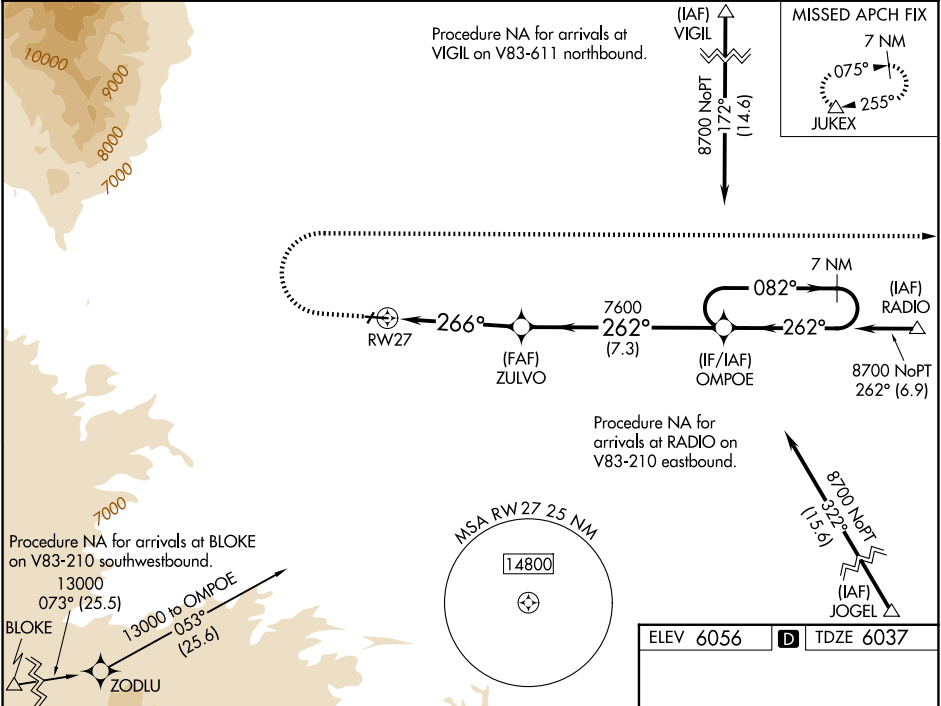 10000
9000
8000
7000
Procedure NA for arrivals at
VIGIL on V83-611 northbound.
(IAF)
VIGIL
8700 NoPT
172°
(14.6)
MISSED APCH FIX
7 NM
075°
255°
JUKEX
RW27
266°
(FAF)
ZULVO
7600
262°
(7.3)
(IF/IAF)
OMPOE
082°
7 NM
262°
(IAF)
RADIO
8700 NoPT
262° (6.9)
Procedure NA for
arrivals at RADIO on
V83-210 eastbound.
8700 NoPT
322°
(15.6)
(IAF)
JOGEL
7000
Procedure NA for arrivals at BLOKE
on V83-210 southwestbound.
13000
073° (25.5)
BLOKE
13000 to OMPOE
053°
(25.6)
ZODLU
MSA RW27 25 NM
14800
ELEV 6056
D
TDZE 6037